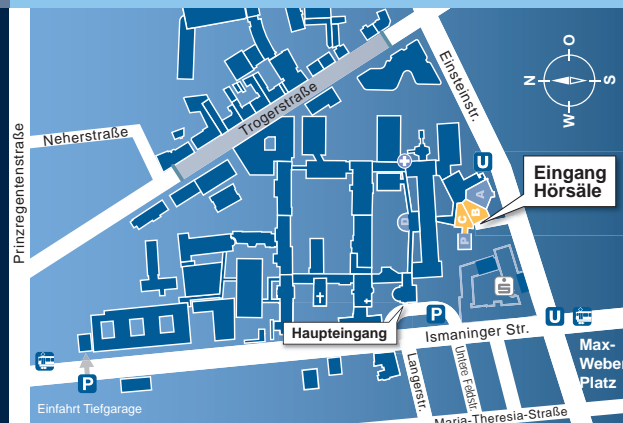 Prinzregentenstraße
Neherstraße
Trogerstraße
Einsteinstr.
O
N
S
W
U
Eingang
Hörsäle
A
B
C
P
D
Haupteingang
P
Ismaninger Str.
U
Max-
Weber
Platz
Langerstr.
Untere Feldstr.
Maria-Theresia-Straße
P
Einfahrt Tiefgarage